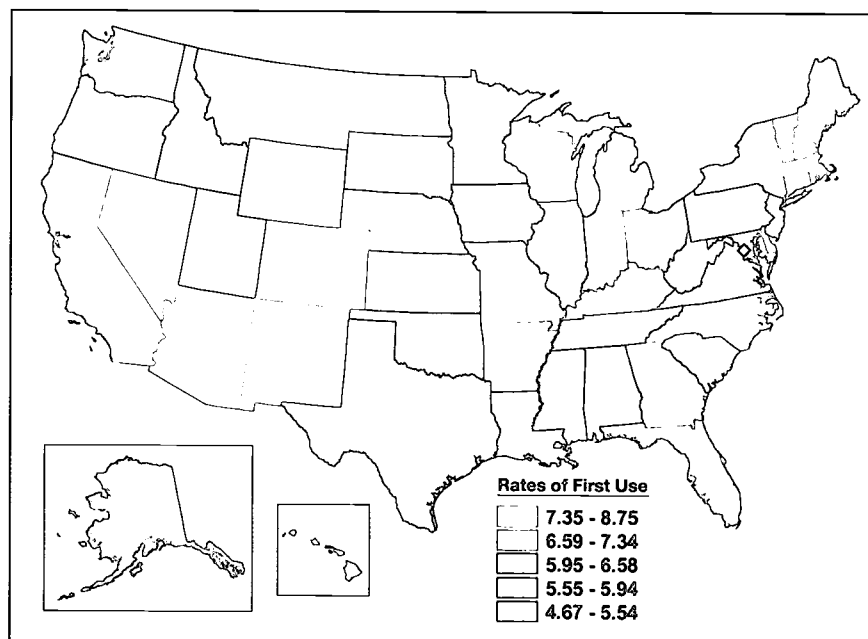 Rates of First Use
7.35 - 8.75
6.59 - 7.34
5.95 - 6.58
5.55 - 5.94
4.67 - 5.54